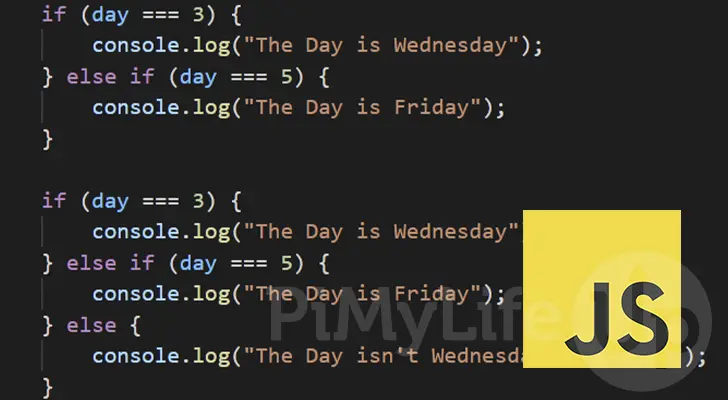 if (day === 3) {
console.log("The Day is Wednesday");
} else if (day === 5) {
console.log("The Day is Friday");
}
if (day === 3) {
console.log("The Day is Wednesday"
} else if (day === 5) {
console.log("The Day is Friday");
} else {
console.log("The Day isn't Wednesda );
}
JS
PiMyLife